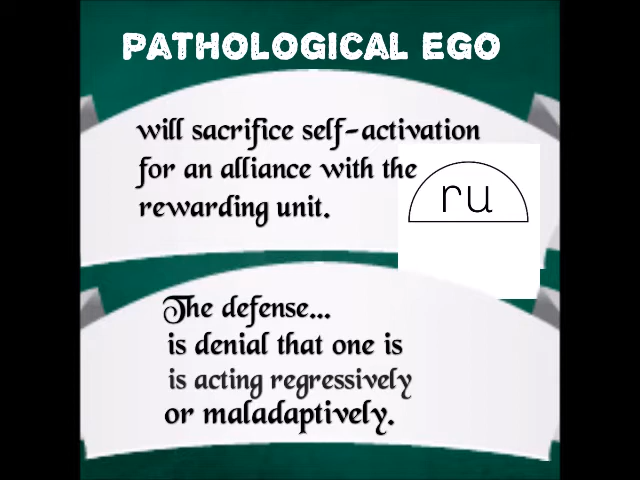 PATHOLOGICAL EGO
will sacrifice self-activation
for an alliance with the
rewarding unit.
ru
The defense...
is denial that one is
is acting regressively
or maladaptively.